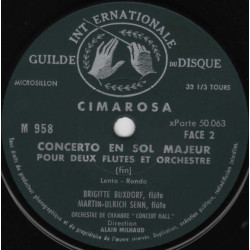 INTERNATIONALE
GUILDE DU DISQUE
MICROSILLON
33 1/3 TOURS
CIMAROSA
M 958
xParte 50.063
FACE 2
CONCERTO EN SOL MAJEUR
POUR DEUX FLUTES ET ORCHESTRE
(fin)
Lento - Rondo
BRIGITTE BUXDORF, flûte
MARTIN-ULRICH SENN, flûte
ORCHESTRE DE CHAMBRE "CONCERT HALL"
Direction
ALAIN MILHAUD